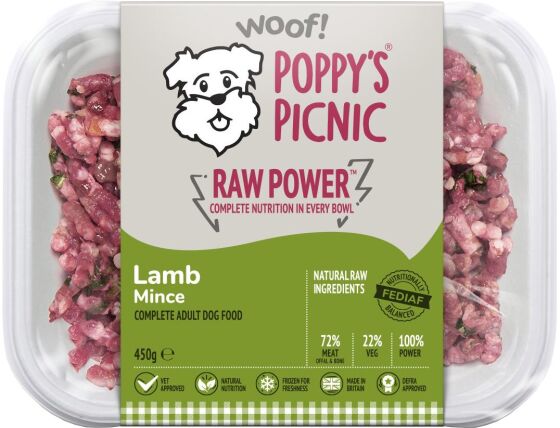 woof!
POPPY'S®
PICNIC
RAW POWER™
COMPLETE NUTRITION IN EVERY BOWL
Lamb
Mince
COMPLETE ADULT DOG FOOD
450g ℮
NATURAL RAW
INGREDIENTS
NUTRITIONALLY
FEDIAF
BALANCED
72%
MEAT
OFFAL & BONE
22%
VEG
100%
POWER
VET
APPROVED
NATURAL
NUTRITION
FROZEN FOR
FRESHNESS
MADE IN
BRITAIN
DEFRA
APPROVED